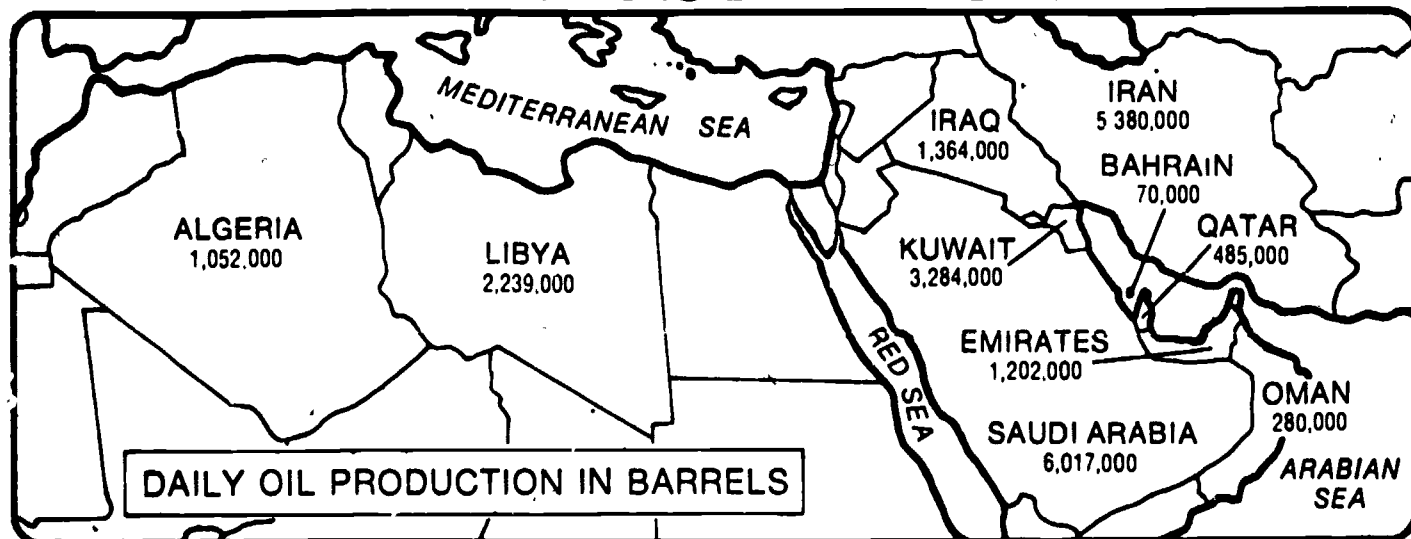 MEDITERRANEAN SEA
IRAN
5 380,000
IRAQ
1,364,000
BAHRAIN
70,000
QATAR
485,000
ALGERIA
1,052,000
LIBYA
2,239,000
KUWAIT
3,284,000
EMIRATES
1,202,000
RED SEA
OMAN
280,000
SAUDI ARABIA
6,017,000
ARABIAN
SEA
DAILY OIL PRODUCTION IN BARRELS